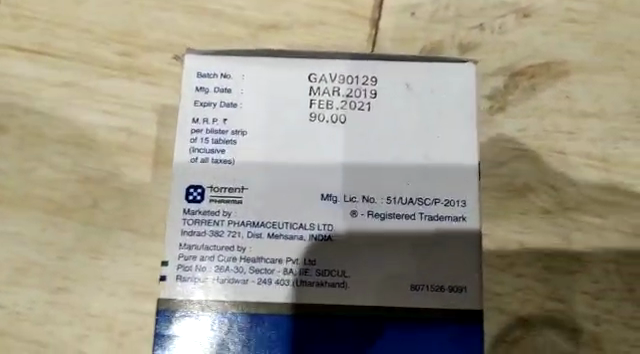 Batch No. : GAV90129
Mfg. Date : MAR.2019
Expiry Date : FEB.2021
M. R. P. ₹ 90.00
per blister strip
of 15 tablets
(Inclusive
of all taxes)
torrent
PHARMA
Mfg. Lic. No. : 51/UA/SC/P-2013
® - Registered Trademark
Marketed by
TORRENT PHARMACEUTICALS LTD.
Indrad-382 721, Dist. Mehsana, INDIA.
Manufactured by :
Pure and Cure Healthcare Pvt. Ltd
Plot No. 26A-30, Sector - 8A, IIE, SIDCUL,
Ranipur, Haridwar - 249 403 (Uttarakhand).
8071526-9091